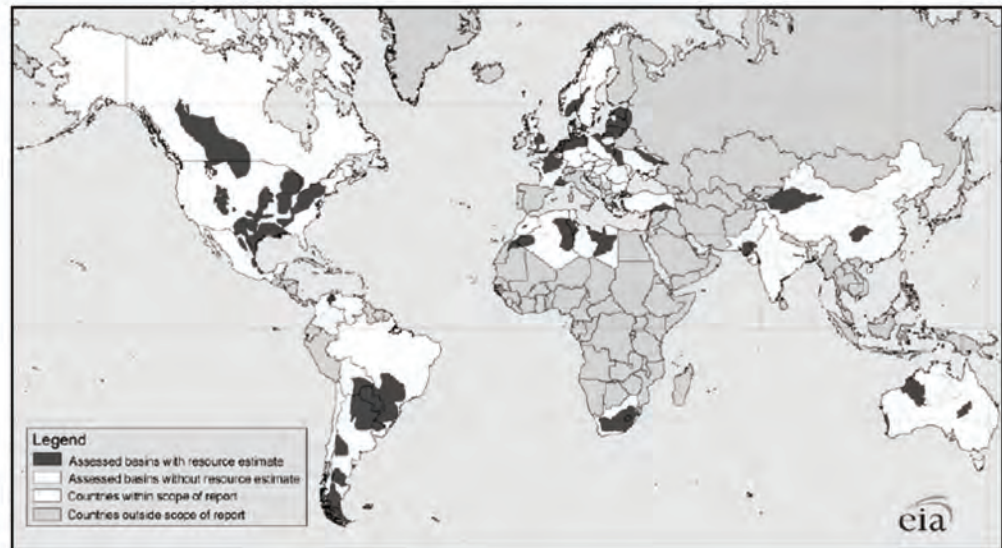 Legend
Assessed basins with resource estimate
Assessed basins without resource estimate
Countries within scope of report
Countries outside scope of report
eia